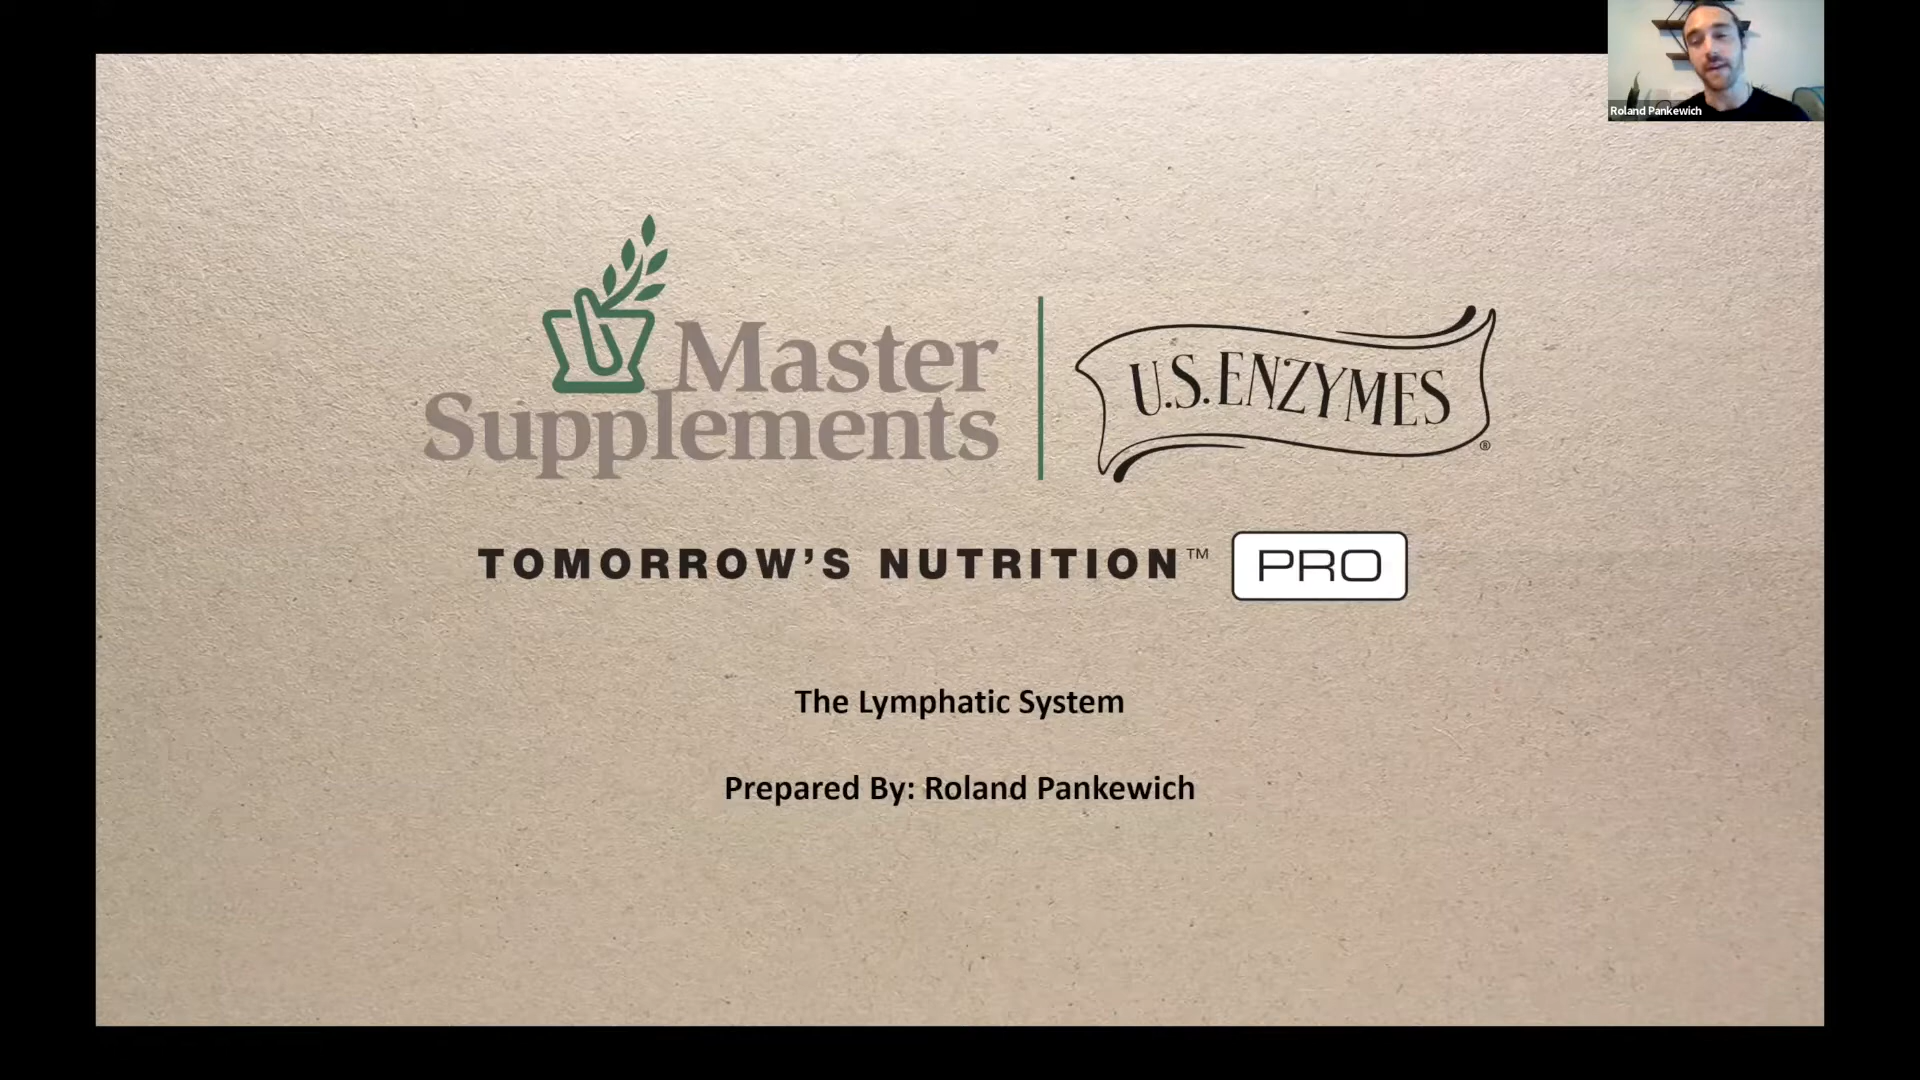 Roland Pankewich
Master
Supplements
U.S. ENZYMES
®
TOMORROW’S NUTRITION™ PRO
The Lymphatic System
Prepared By: Roland Pankewich